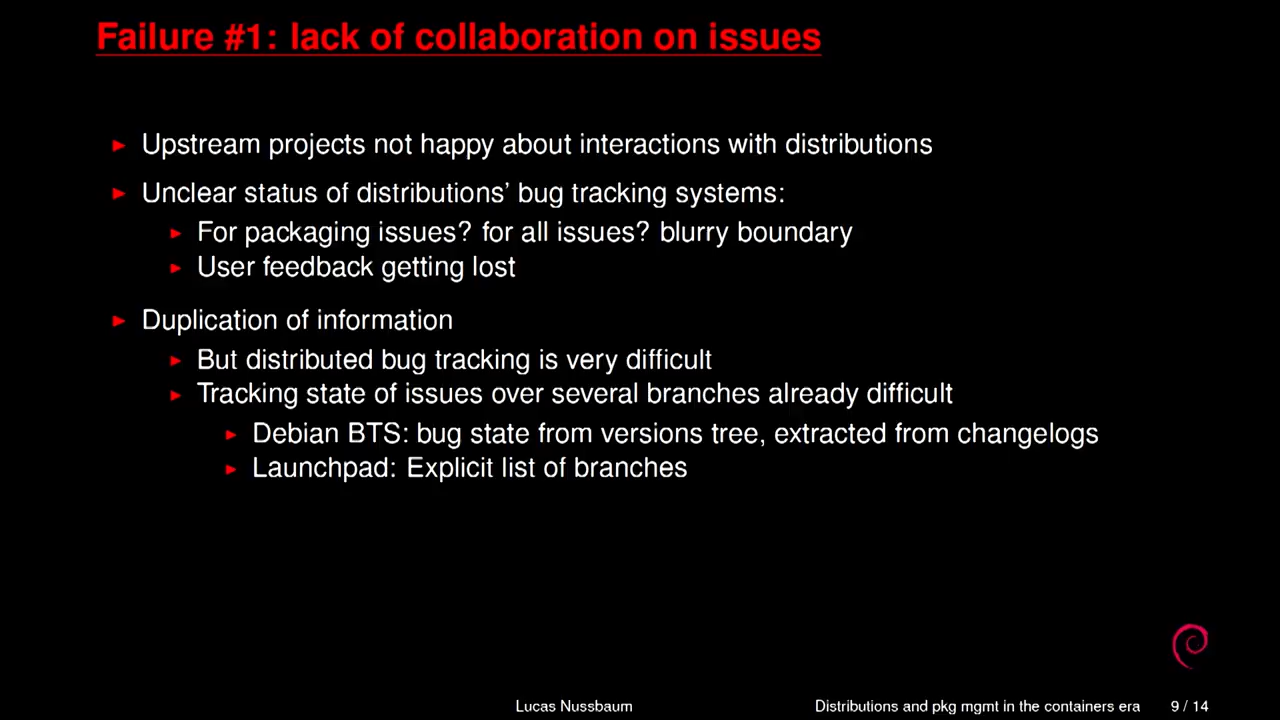 Failure #1: lack of collaboration on issues
Upstream projects not happy about interactions with distributions
Unclear status of distributions’ bug tracking systems:
For packaging issues? for all issues? blurry boundary
User feedback getting lost
Duplication of information
But distributed bug tracking is very difficult
Tracking state of issues over several branches already difficult
Debian BTS: bug state from versions tree, extracted from changelogs
Launchpad: Explicit list of branches
Lucas Nussbaum Distributions and pkg mgmt in the containers era 9 / 14